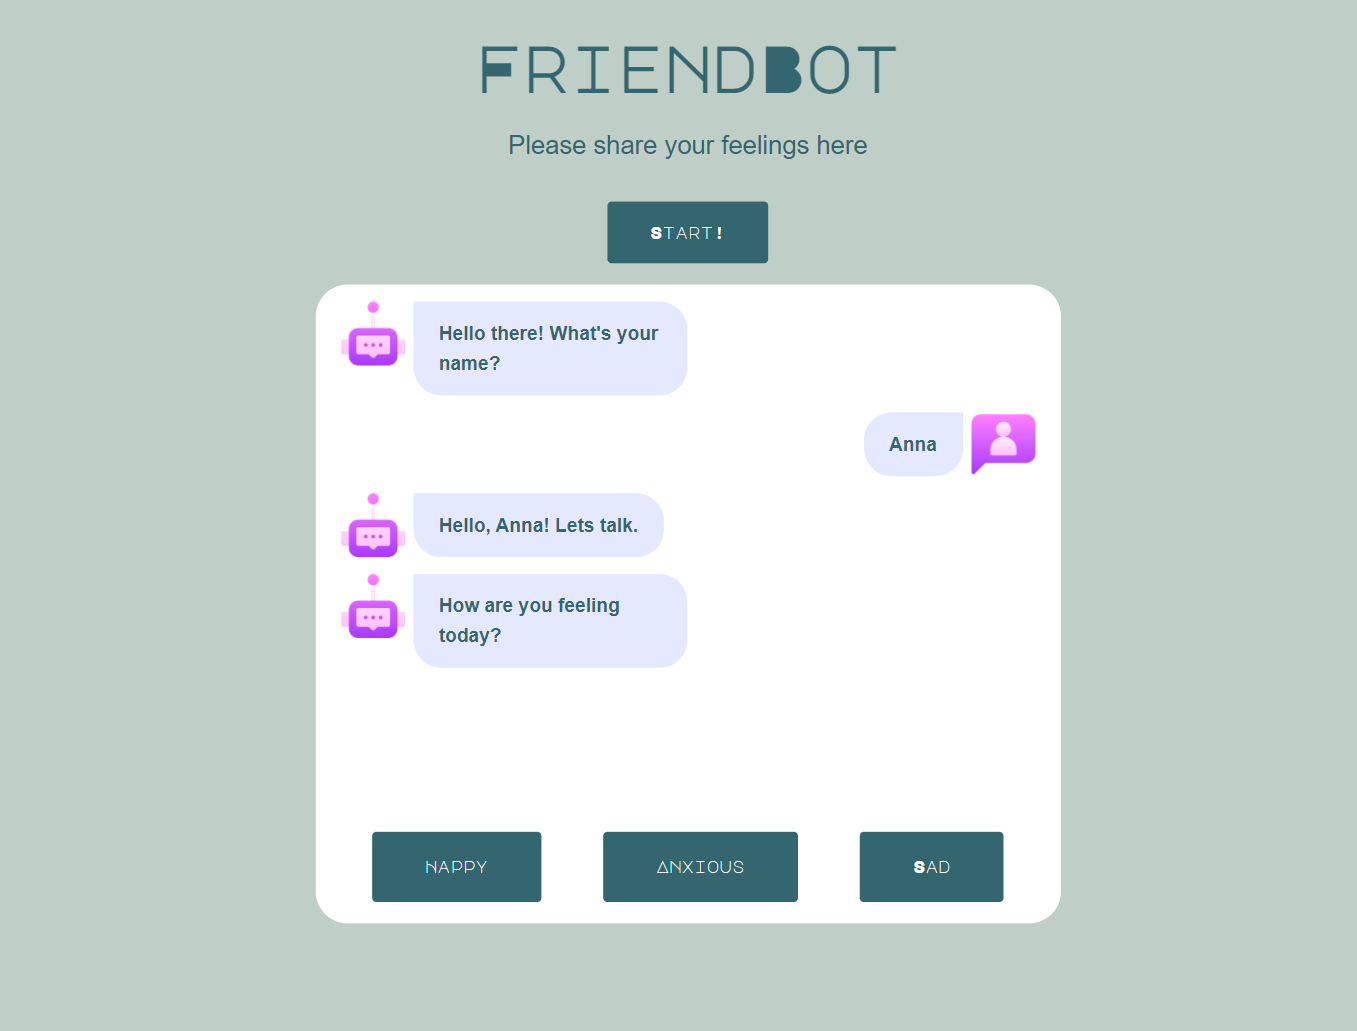 FRIENDBOT
Please share your feelings here
START!
Hello there! What's your
name?
Anna
Hello, Anna! Lets talk.
How are you feeling
today?
HAPPY
ANXIOUS
SAD